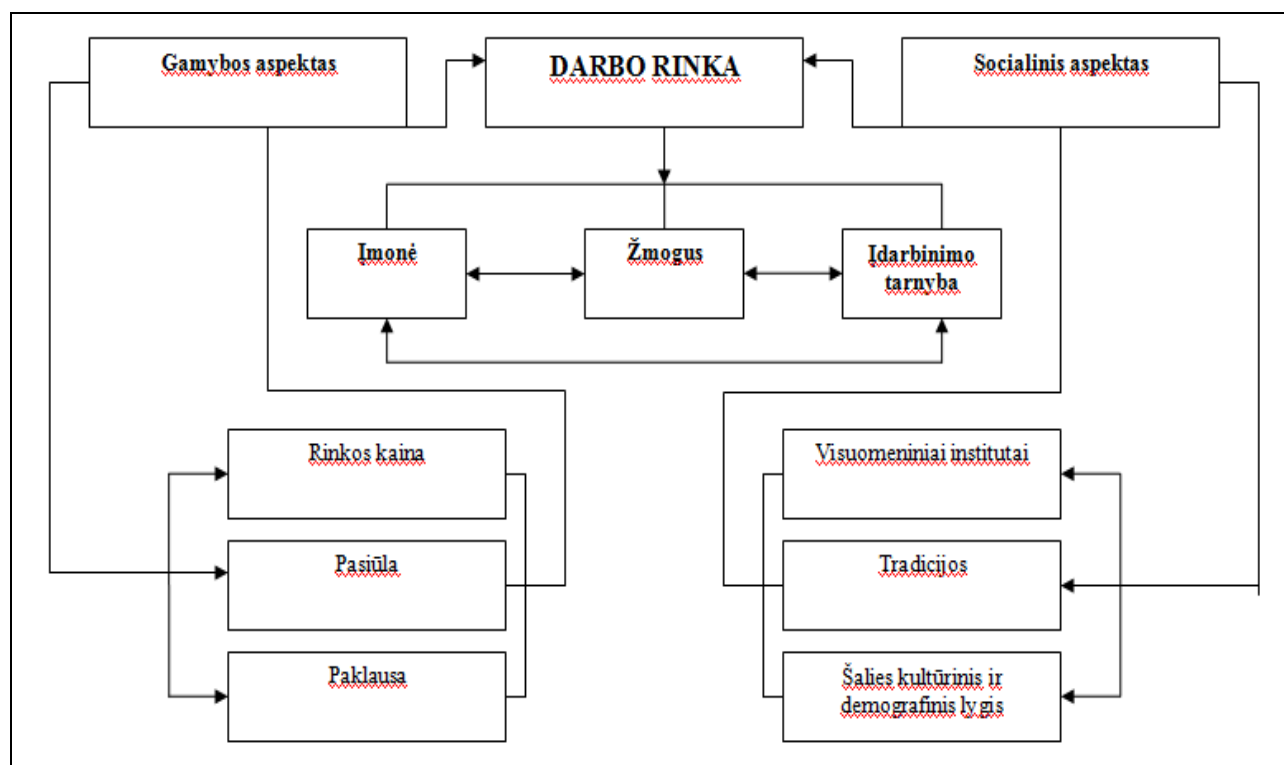 Gamybos aspektas
DARBO RINKA
Socialinis aspektas
Įmonė
Žmogus
Įdarbinimo
tarnyba
Rinkos kaina
Pasiūla
Paklausa
Visuomeniniai institutai
Tradicijos
Šalies kultūrinis ir
demografinis lygis